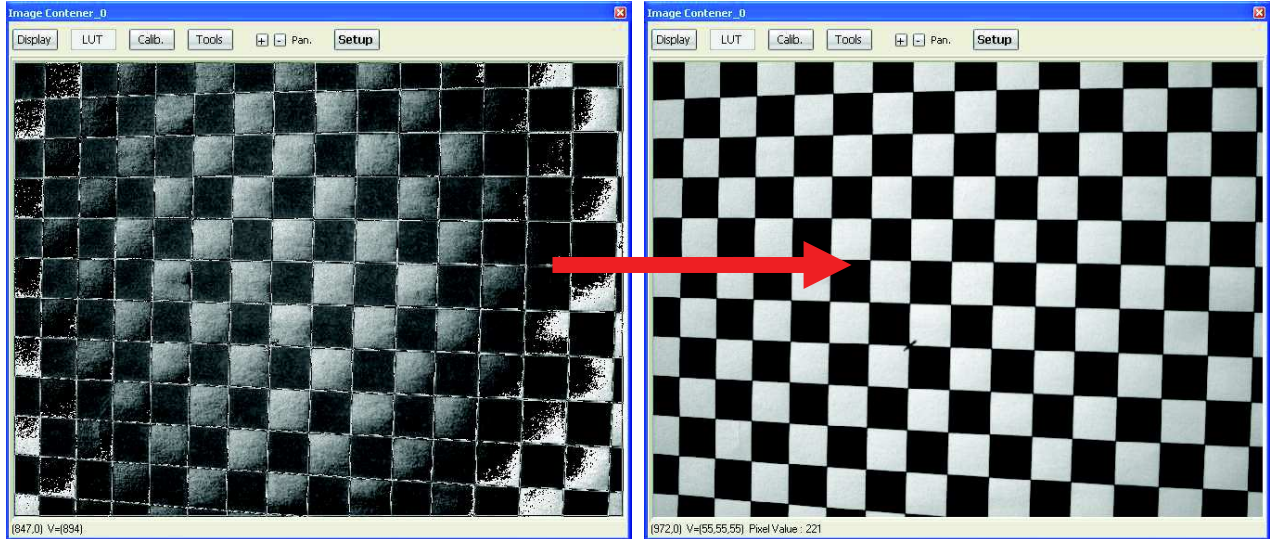 Image Contener_0
Display LUT Calib. Tools + - Pan. Setup
(847,0) V=(894)
Image Contener_0
Display LUT Calib. Tools + - Pan. Setup
(972,0) V=(55,55,55) Pixel Value : 221